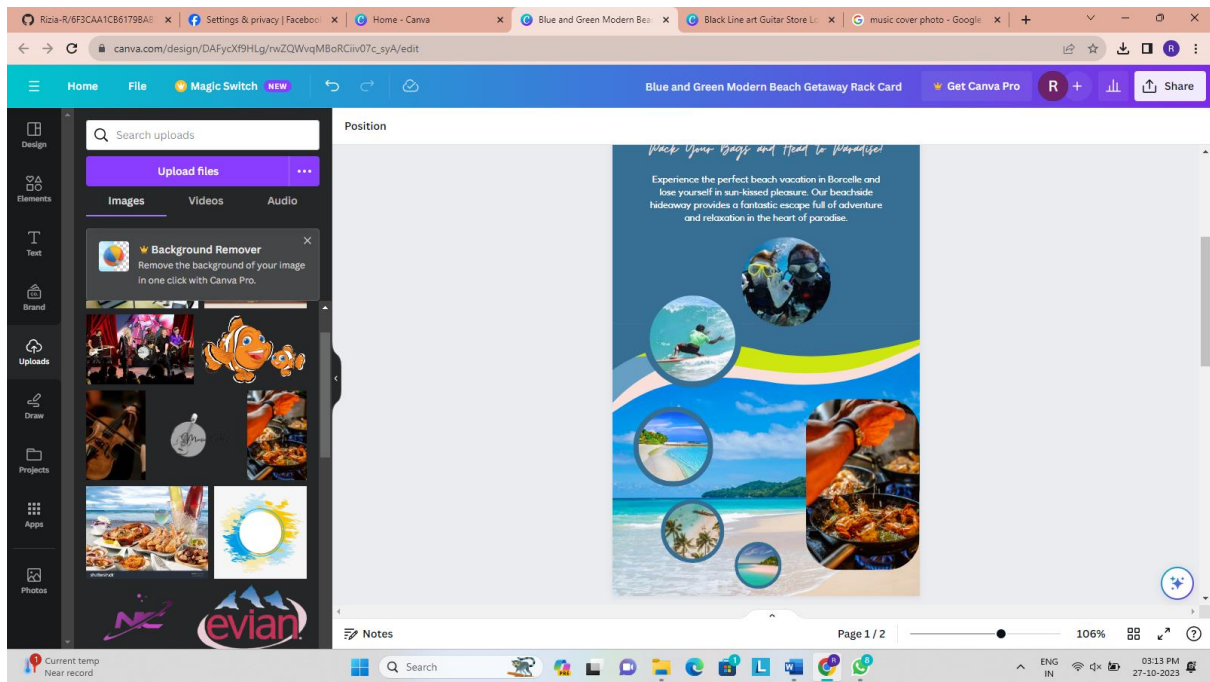 Rizia-R/6F3CAA1CB6179BAE
Settings & privacy | Facebook
Home - Canva
Blue and Green Modern Bea
Black Line art Guitar Store Lo
music cover photo - Google
canva.com/design/DAFycXf9HLg/rwZQWvqMBoRCiiv07c_syA/edit
R
Home File Magic Switch NEW
Blue and Green Modern Beach Getaway Rack Card
Get Canva Pro
R
Share
Design
Elements
Text
Brand
Uploads
Draw
Projects
Apps
Photos
Search uploads
Upload files
Images Videos Audio
Background Remover
Remove the background of your image
in one click with Canva Pro.
shutterstock
NC
evian
Position
Pack Your Bags and Head to Paradise!
Experience the perfect beach vacation in Borcelle and
lose yourself in sun-kissed pleasure. Our beachside
hideaway provides a fantastic escape full of adventure
and relaxation in the heart of paradise.
Notes
Page 1 / 2
106%
Current temp
Near record
Search
ENG
IN
03:13 PM
27-10-2023